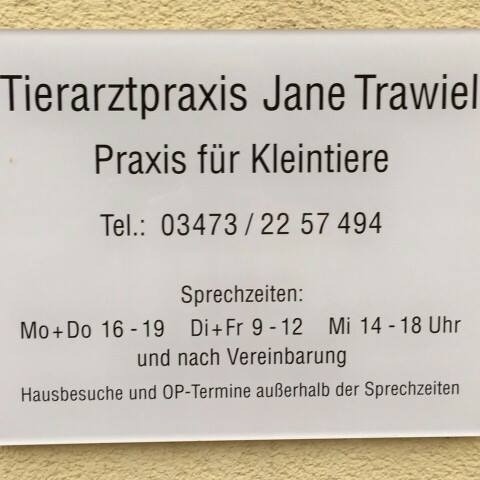 Tierarztpraxis Jane Trawiel
Praxis für Kleintiere
Tel.: 03473 / 22 57 494
Sprechzeiten:
Mo+Do 16 - 19 Di+Fr 9 - 12 Mi 14 - 18 Uhr
und nach Vereinbarung
Hausbesuche und OP-Termine außerhalb der Sprechzeiten